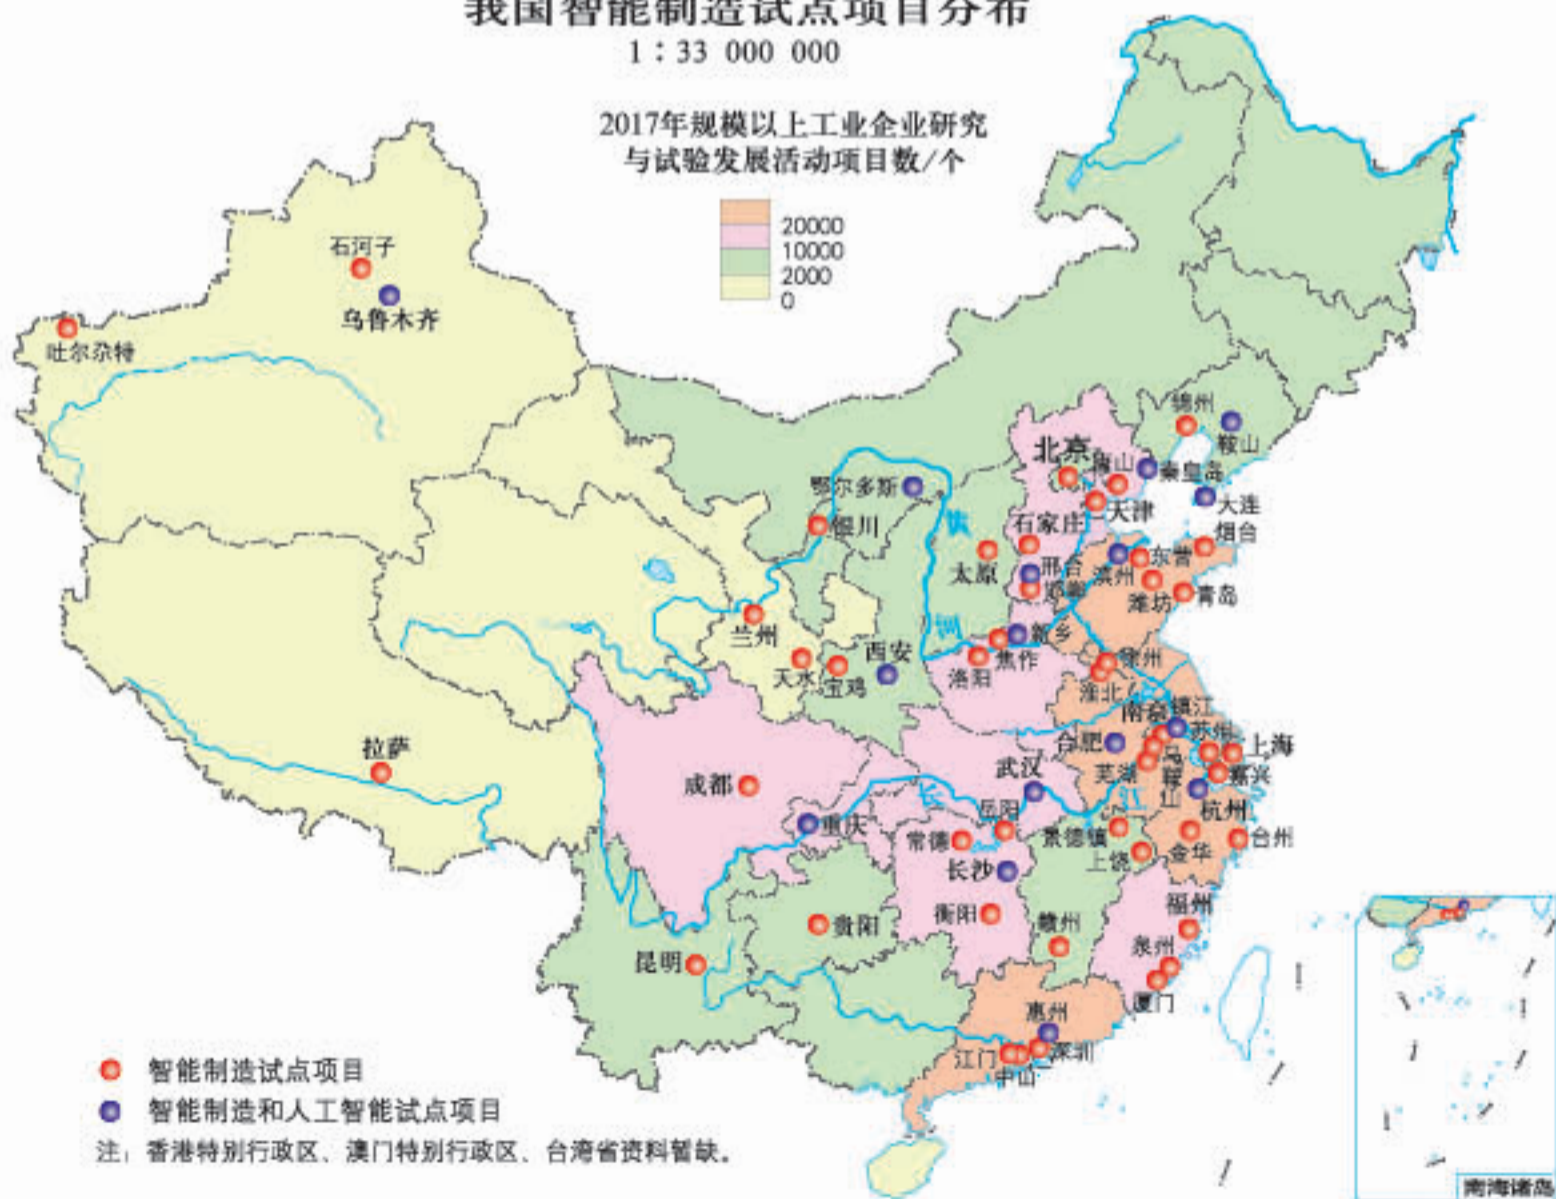 我国智能制造试点项目分布
1：33 000 000
2017年规模以上工业企业研究
与试验发展活动项目数/个
20000
10000
2000
0
石河子
乌鲁木齐
吐尔尕特
锦州
鞍山
北京
唐山
秦皇岛
大连
天津
烟台
鄂尔多斯
银川
黄
石家庄
太原
邢台
邯郸
东营
滨州
潍坊
青岛
河
新乡
焦作
洛阳
兰州
天水
宝鸡
西安
徐州
淮北
南京
镇江
苏州
上海
合肥
芜湖
马鞍山
嘉兴
杭州
拉萨
成都
武汉
重庆
长
江
岳阳
常德
长沙
景德镇
上饶
金华
台州
衡阳
贵阳
赣州
福州
泉州
厦门
昆明
惠州
江门
中山
深圳
智能制造试点项目
智能制造和人工智能试点项目
注：香港特别行政区、澳门特别行政区、台湾省资料暂缺。
南海诸岛